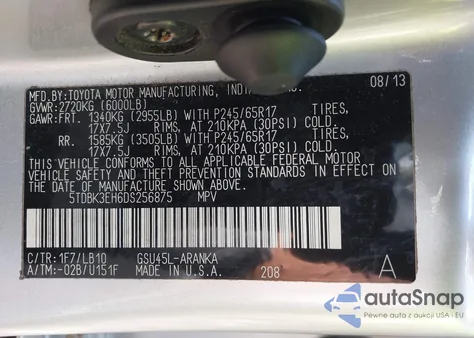 MFD.BY:TOYOTA MOTOR MANUFACTURING, INDIANA, INC. 08/13
GVWR: 2720KG (6000LB)
GAWR:FRT. 1340KG (2955LB) WITH P245/65R17 TIRES,
17X7.5J RIMS, AT 210KPA (30PSI) COLD.
RR. 1585KG (3505LB) WITH P245/65R17 TIRES,
17X7.5J RIMS, AT 210KPA (30PSI) COLD.
THIS VEHICLE CONFORMS TO ALL APPLICABLE FEDERAL MOTOR
VEHICLE SAFETY AND THEFT PREVENTION STANDARDS IN EFFECT ON
THE DATE OF MANUFACTURE SHOWN ABOVE.
5TDBK3EH6DS256875 MPV
C/TR: 1F7/LB10 GSU45L-ARANKA
A/TM:-02B/U151F MADE IN U.S.A. 208 A
autaSnap
Pewne auta z aukcji USA i EU